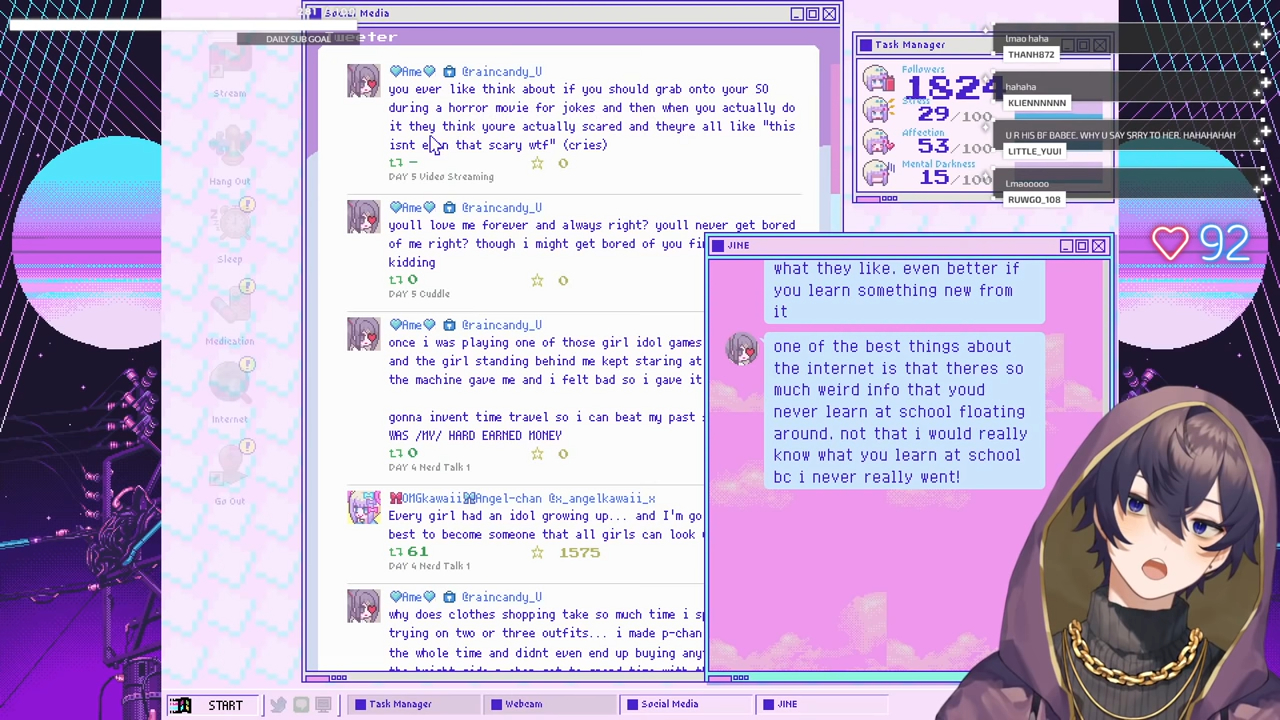 DAILY SUB GOAL
Social Media
Tweeter
Ame @raincandy_U
you ever like think about if you should grab onto your SO
during a horror movie for jokes and then when you actually do
it they think youre actually scared and theyre all like "this
isnt even that scary wtf" (cries)
0
DAY 5 Video Streaming
Ame @raincandy_U
youll love me forever and always right? youll never get bored
of me right? though i might get bored of you
kidding
0 0
DAY 5 Cuddle
Ame @raincandy_U
once i was playing one of those girl idol games
and the girl standing behind me kept staring at
the machine gave me and i felt bad so i gave it
gonna invent time travel so i can beat my past
WAS /MY/ HARD EARNED MONEY
0 0
DAY 4 Nerd Talk 1
OMGkawaii Angel-chan @x_angelkawaii_x
Every girl had an idol growing up... and I'm go
best to become someone that all girls can look
61 1575
DAY 4 Nerd Talk 1
Ame @raincandy_U
why does clothes shopping take so much time i
trying on two or three outfits... i made p-chan
the whole time and didnt even end up buying
Stream
Hang Out
Sleep
Medication
Internet
Go Out
Task Manager
Followers
1824
Stress
29/100
Affection
53/100
Mental Darkness
15/100
lmao haha
THANH872
hahaha
KLIENNNNNN
U R HIS BF BABEE. WHY U SAY SRRY TO HER. HAHAHAHAH
LITTLE_YUUI
Lmaooooo
RUWGO_108
92
JINE
what they like. even better if
you learn something new from
it
one of the best things about
the internet is that theres so
much weird info that youd
never learn at school floating
around. not that i would really
know what you learn at school
bc i never really went!
START
Task Manager
Webcam
Social Media
JINE